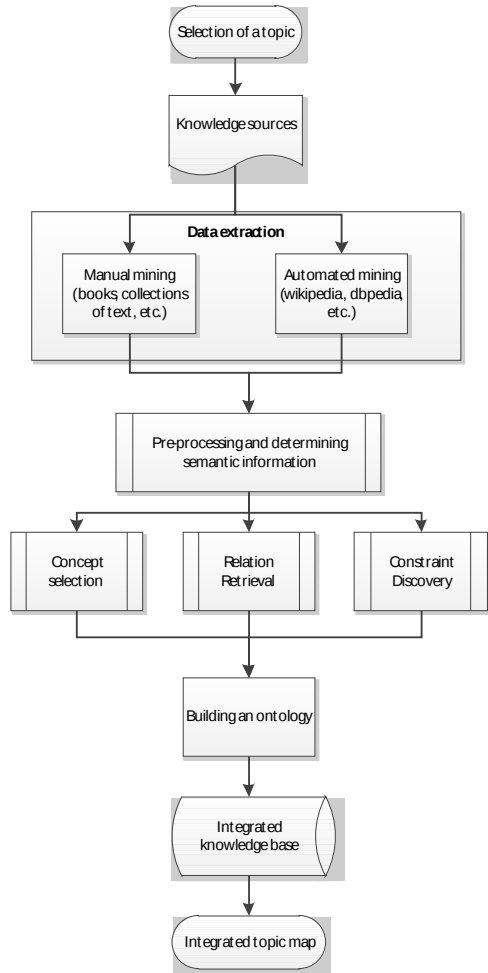 Selection of a topic
Knowledge sources
Data extraction
Manual mining
(books, collections
of text, etc.)
Automated mining
(wikipedia, dbpedia,
etc.)
Pre-processing and determining
semantic information
Concept
selection
Relation
Retrieval
Constraint
Discovery
Building an ontology
Integrated
knowledge base
Integrated topic map